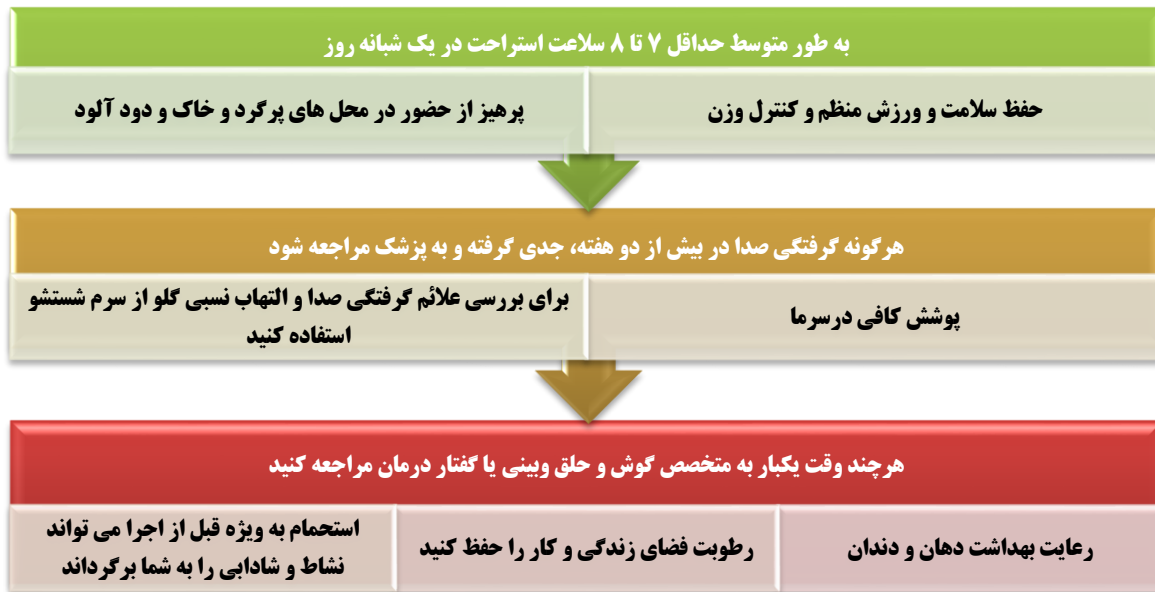 به طور متوسط حداقل ۷ تا ۸ سلاعت استراحت در یک شبانه روز
حفظ سلامت و ورزش منظم و کنترل وزن
پرهیز از حضور در محل های پرگرد و خاک و دود آلود
هرگونه گرفتگی صدا در بیش از دو هفته، جدی گرفته و به پزشک مراجعه شود
پوشش کافی درسرما
برای بررسی علائم گرفتگی صدا و التهاب نسبی گلو از سرم شستشو
استفاده کنید
هرچند وقت یکبار به متخصص گوش و حلق وبینی یا گفتار درمان مراجعه کنید
رعایت بهداشت دهان و دندان
رطوبت فضای زندگی و کار را حفظ کنید
استحمام به ویژه قبل از اجرا می تواند
نشاط و شادابی را به شما برگرداند